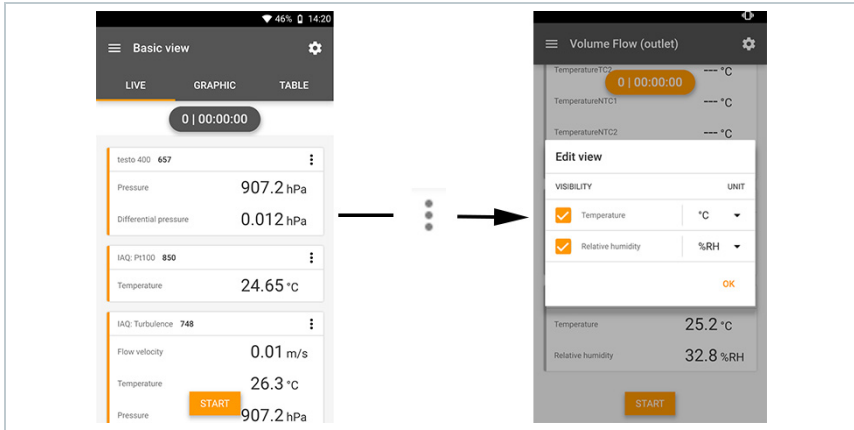 46% 14:20
Basic view
LIVE GRAPHIC TABLE
0 | 00:00:00
testo 400 657
Pressure 907.2 hPa
Differential pressure 0.012 hPa
IAQ: Pt100 850
Temperature 24.65 °C
IAQ: Turbulence 748
Flow velocity 0.01 m/s
Temperature 26.3 °C
START
Pressure 907.2 hPa
Volume Flow (outlet)
TemperatureTC2 --- °C
0 | 00:00:00
TemperatureNTC1 --- °C
TemperatureNTC2 --- °C
Edit view
VISIBILITY UNIT
Temperature °C
Relative humidity %RH
OK
Temperature 25.2 °C
Relative humidity 32.8 %RH
START